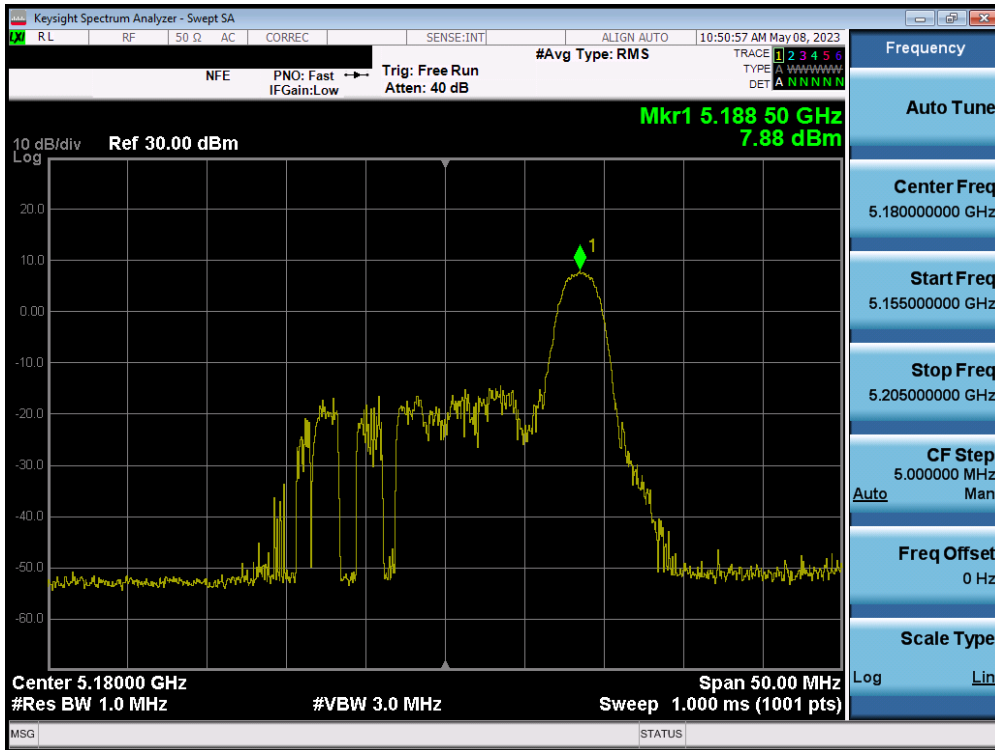 Keysight Spectrum Analyzer - Swept SA
LXI RL RF 50 Ω AC CORREC SENSE:INT ALIGN AUTO 10:50:57 AM May 08, 2023
NFE PNO: Fast Trig: Free Run #Avg Type: RMS TRACE 1 2 3 4 5 6
IFGain:Low Atten: 40 dB TYPE A WWWWW
DET A N N N N N
Mkr1 5.188 50 GHz
7.88 dBm
10 dB/div Ref 30.00 dBm
Log
20.0
1
10.0
0.00
-10.0
-20.0
-30.0
-40.0
-50.0
-60.0
Center 5.18000 GHz Span 50.00 MHz
#Res BW 1.0 MHz #VBW 3.0 MHz Sweep 1.000 ms (1001 pts)
MSG STATUS
Frequency
Auto Tune
Center Freq
5.180000000 GHz
Start Freq
5.155000000 GHz
Stop Freq
5.205000000 GHz
CF Step
5.000000 MHz
Auto Man
Freq Offset
0 Hz
Scale Type
Log Lin